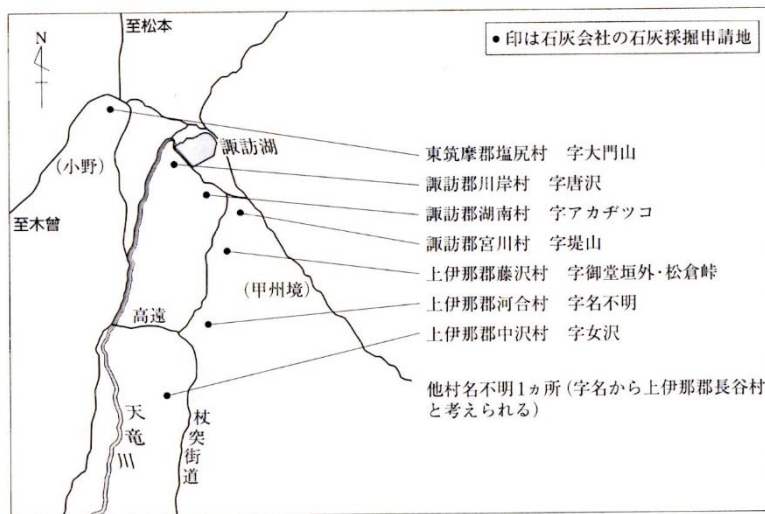 至松本
N
●印は石灰会社の石灰採掘申請地
諏訪湖
(小野)
至木曾
東筑摩郡塩尻村　字大門山
諏訪郡川岸村　字唐沢
諏訪郡湖南村　字アカヂツコ
諏訪郡宮川村　字堤山
上伊那郡藤沢村　字御堂垣外・松倉峠
(甲州境)
上伊那郡河合村　字名不明
高遠
上伊那郡中沢村　字女沢
他村名不明1ヵ所(字名から上伊那郡長谷村
と考えられる)
天竜川
杖突街道